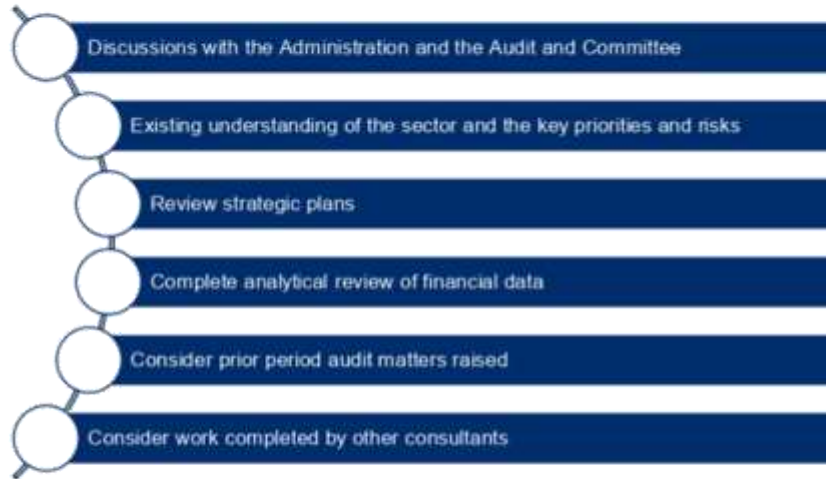 Discussions with the Administration and the Audit and Committee
Existing understanding of the sector and the key priorities and risks
Review strategic plans
Complete analytical review of financial data
Consider prior period audit matters raised
Consider work completed by other consultants